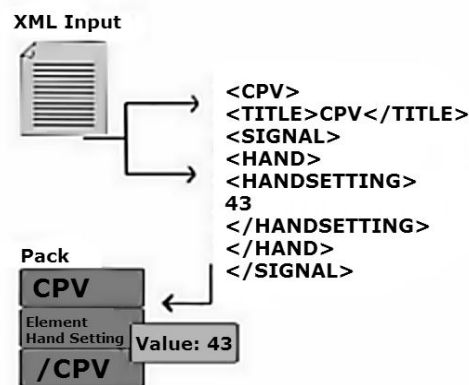 XML Input
<CPV>
<TITLE>CPV</TITLE>
<SIGNAL>
<HAND>
<HANDSETTING>
43
</HANDSETTING>
</HAND>
</SIGNAL>
Pack
CPV
Element
Hand Setting
Value: 43
/CPV